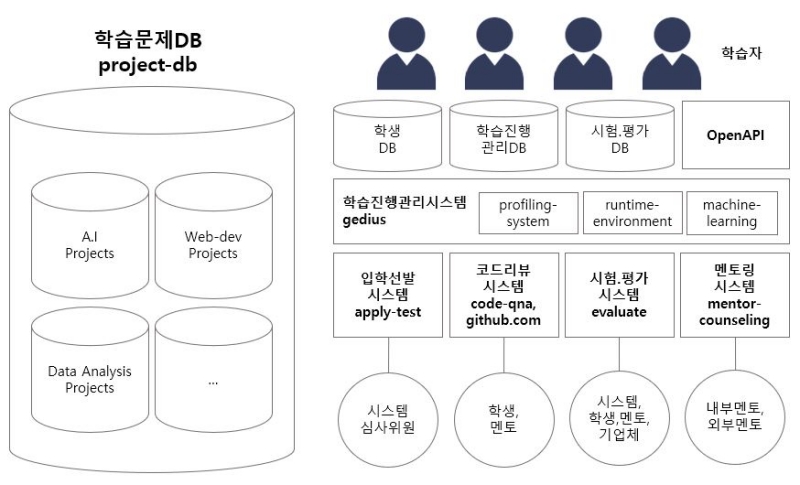 학습문제DB
project-db
A.I
Projects
Web-dev
Projects
Data Analysis
Projects
...
학습자
학생
DB
학습진행
관리DB
시험.평가
DB
OpenAPI
학습진행관리시스템
gedius
profiling-
system
runtime-
environment
machine-
learning
입학선발
시스템
apply-test
코드리뷰
시스템
code-qna,
github.com
시험.평가
시스템
evaluate
멘토링
시스템
mentor-
counseling
시스템
심사위원
학생,
멘토
시스템,
학생,멘토,
기업체
내부멘토,
외부멘토